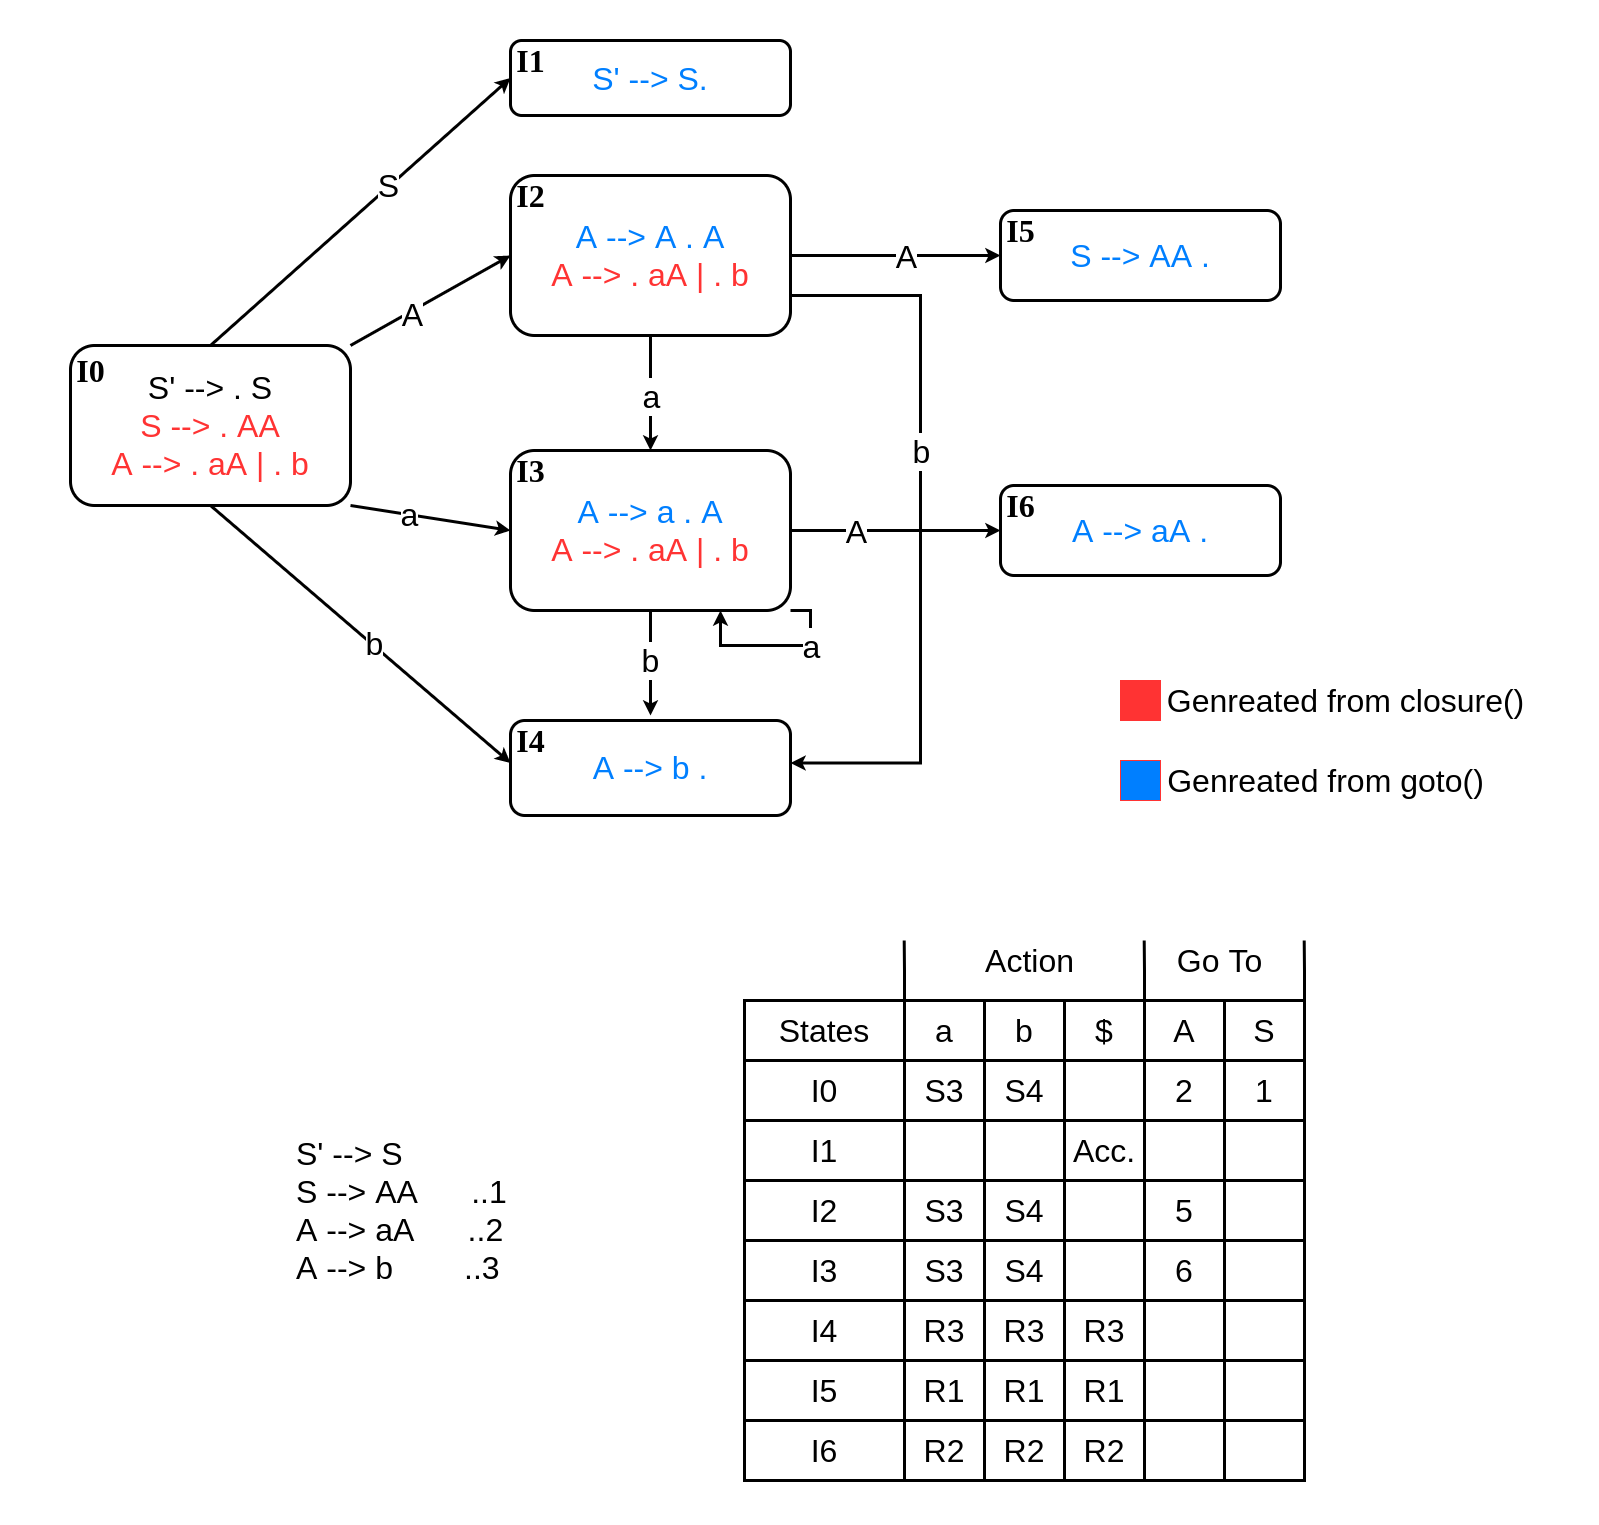 I1
S' --> S.
S
I2
A --> A . A
A --> . aA | . b
A
I5
S --> AA .
A
I0
S' --> . S
S --> . AA
A --> . aA | . b
a
b
I3
A --> a . A
A --> . aA | . b
a
A
I6
A --> aA .
b
b
a
I4
A --> b .
Genreated from closure()
Genreated from goto()
Action Go To
States a b $ A S
I0 S3 S4 2 1
I1 Acc.
I2 S3 S4 5
I3 S3 S4 6
I4 R3 R3 R3
I5 R1 R1 R1
I6 R2 R2 R2
S' --> S
S --> AA ..1
A --> aA ..2
A --> b ..3